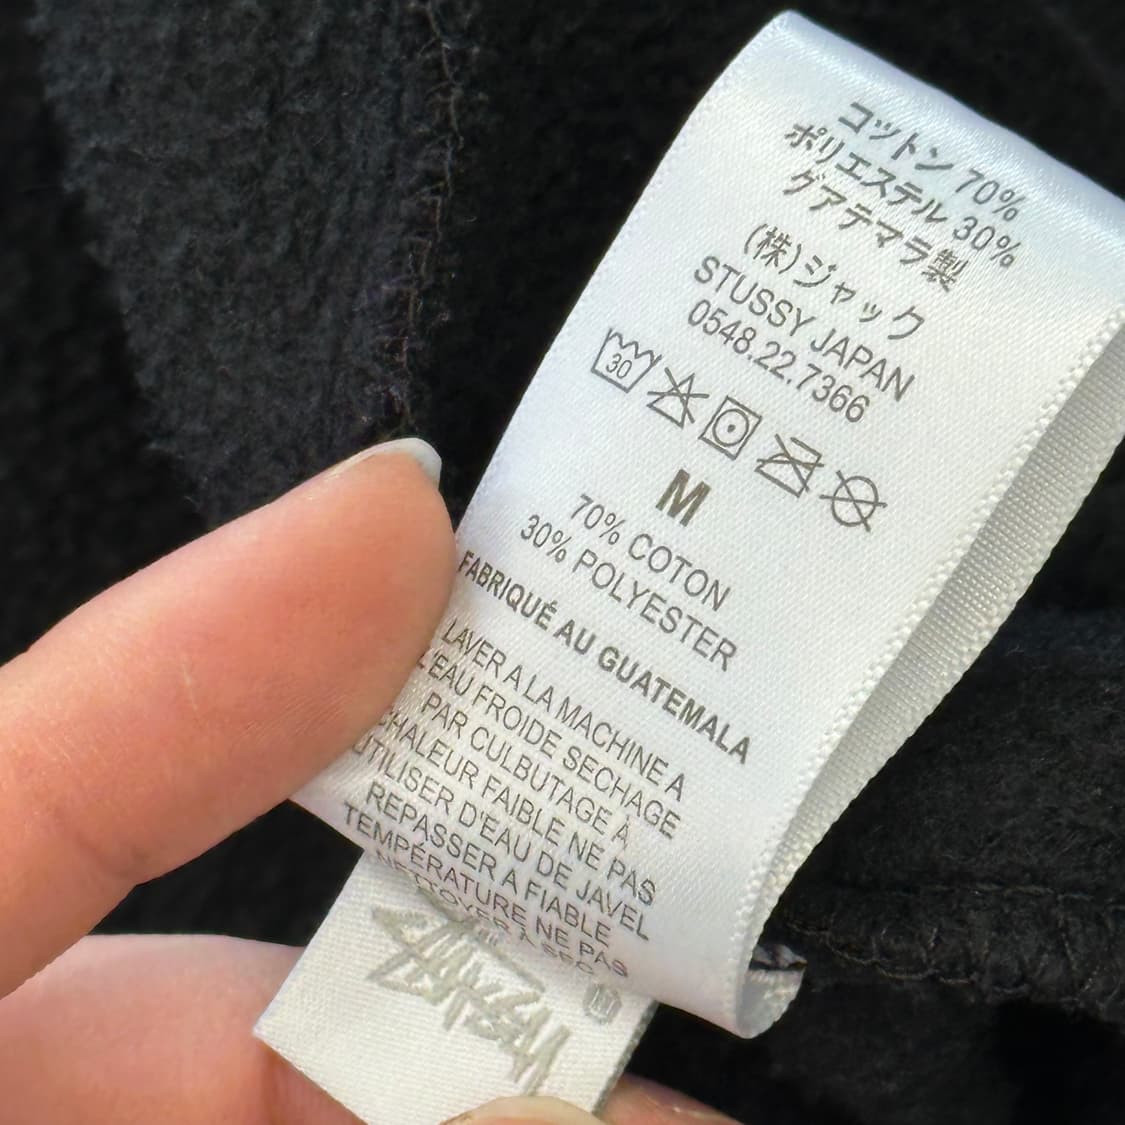 コットン 70%
ポリエステル 30%
グアテマラ製
(株)ジャック
STUSSY JAPAN
0548.22.7366
30
M
70% COTON
30% POLYESTER
FABRIQUÉ AU GUATEMALA
LAVER A LA MACHINE A
L'EAU FROIDE SECHAGE
PAR CULBUTAGE À
CHALEUR FAIBLE NE PAS
UTILISER D'EAU DE JAVEL
REPASSER A FIABLE
TEMPÉRATURE NE PAS
NETTOYER À SEC
Stüssy